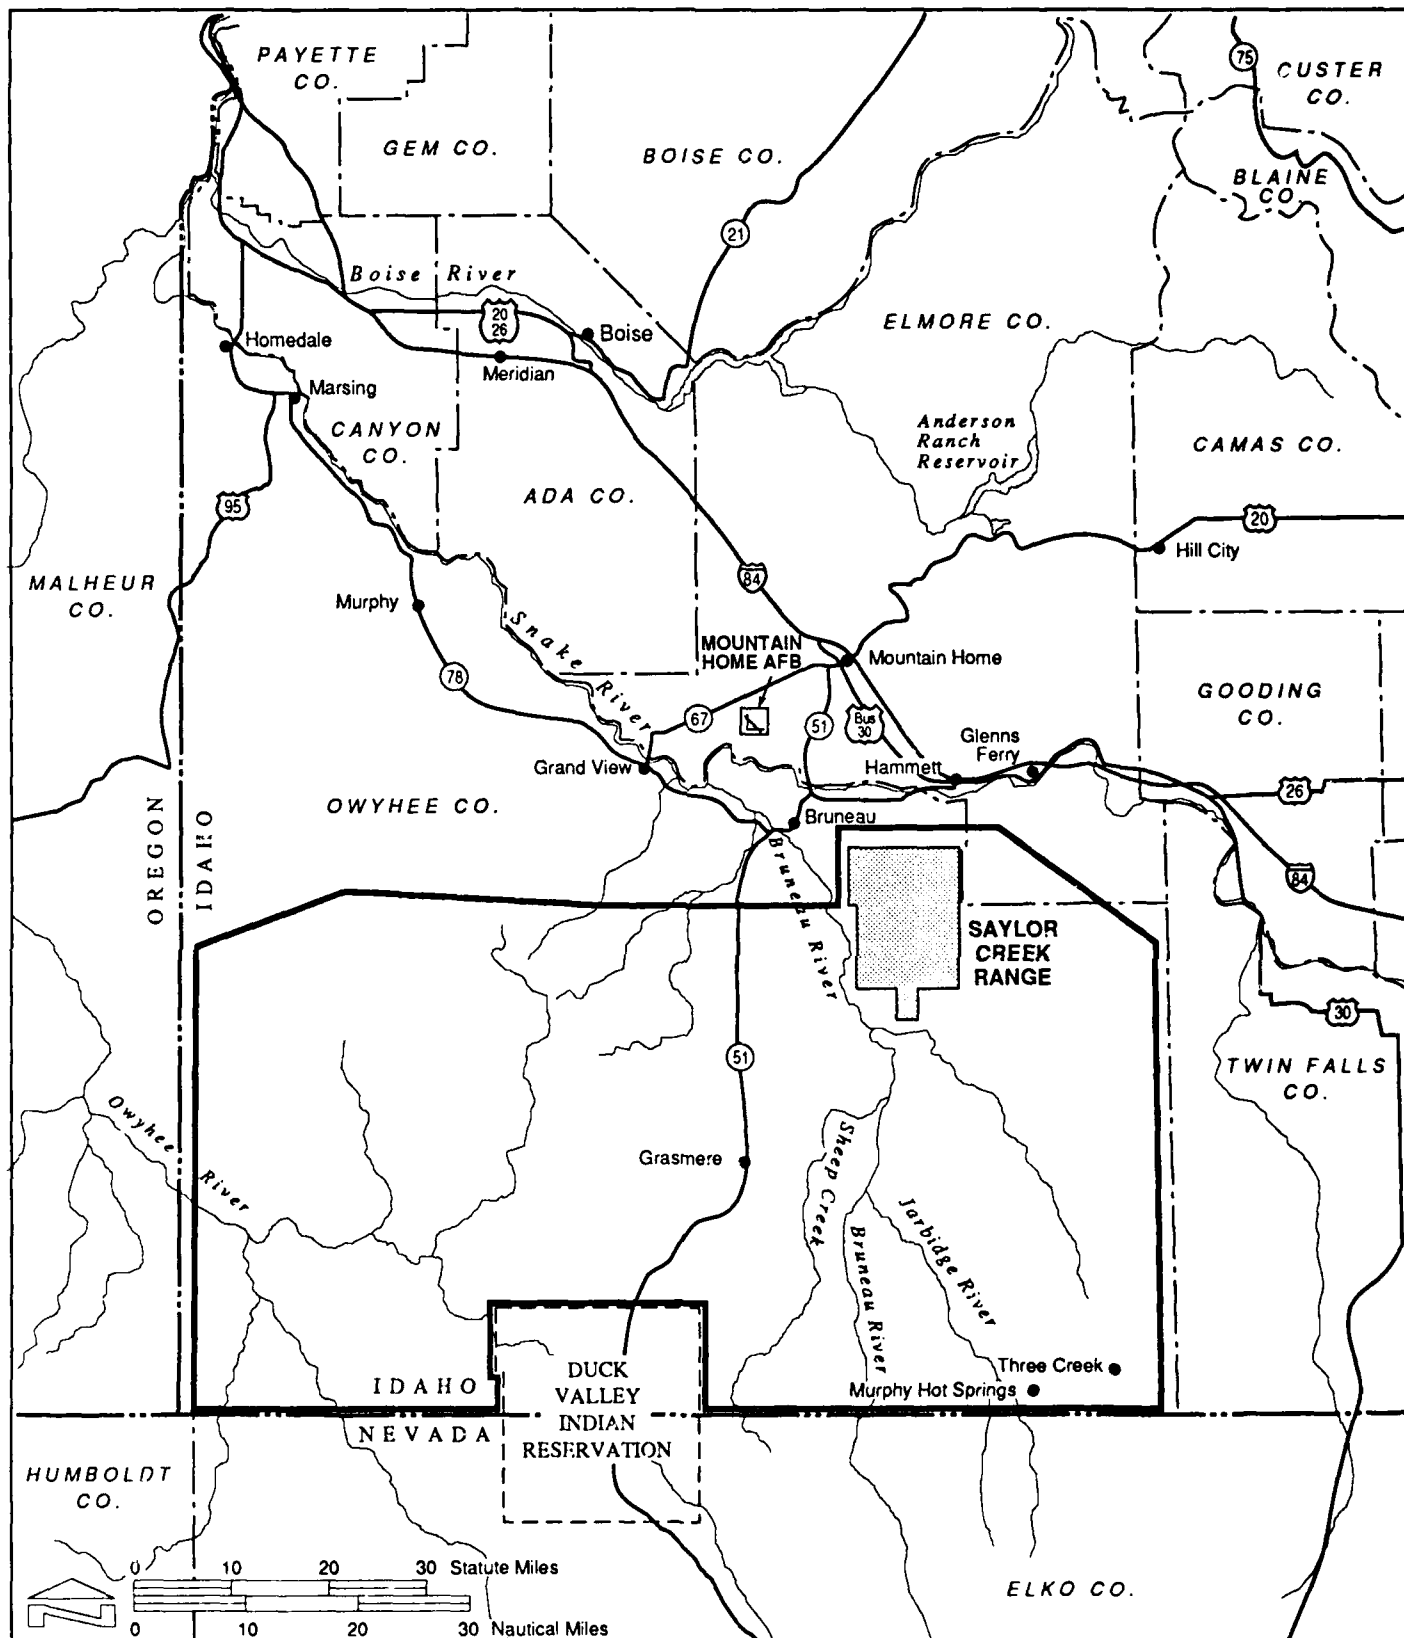 PAYETTE
CO.
75
CUSTER
CO.
GEM CO.
BOISE CO.
BLAINE
CO.
21
Boise River
20
26
Boise
ELMORE CO.
Homedale
Meridian
Marsing
CANYON
CO.
Anderson
Ranch
Reservoir
CAMAS CO.
95
ADA CO.
20
Hill City
MALHEUR
CO.
84
Murphy
Snake River
MOUNTAIN
HOME AFB
Mountain Home
78
GOODING
CO.
67
51
Bus
30
Glenns
Ferry
Grand View
Hammett
26
OWYHEE CO.
Bruneau
OREGON
IDAHO
Bruneau River
84
SAYLOR
CREEK
RANGE
30
51
TWIN FALLS
CO.
Owyhee River
Sheep Creek
Grasmere
Jarbidge River
Bruneau River
Three Creek
DUCK
VALLEY
INDIAN
RESERVATION
IDAHO
Murphy Hot Springs
NEVADA
HUMBOLDT
CO.
0 10 20 30 Statute Miles
N
ELKO CO.
0 10 20 30 Nautical Miles